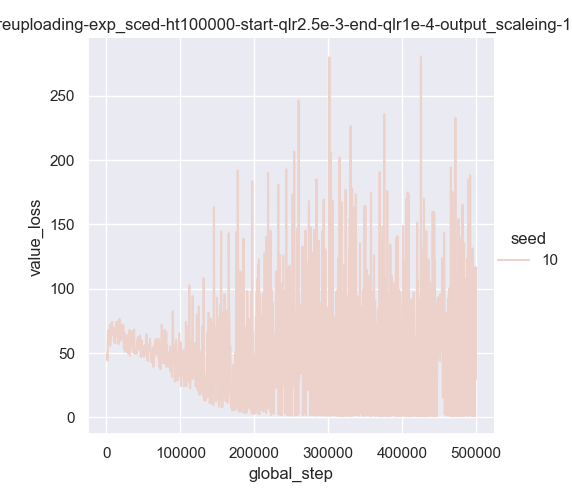 reuploading-exp_sced-ht100000-start-qlr2.5e-3-end-qlr1e-4-output_scaleing-1
value_loss
250
200
150
100
50
0
0 100000 200000 300000 400000 500000
global_step
seed
10